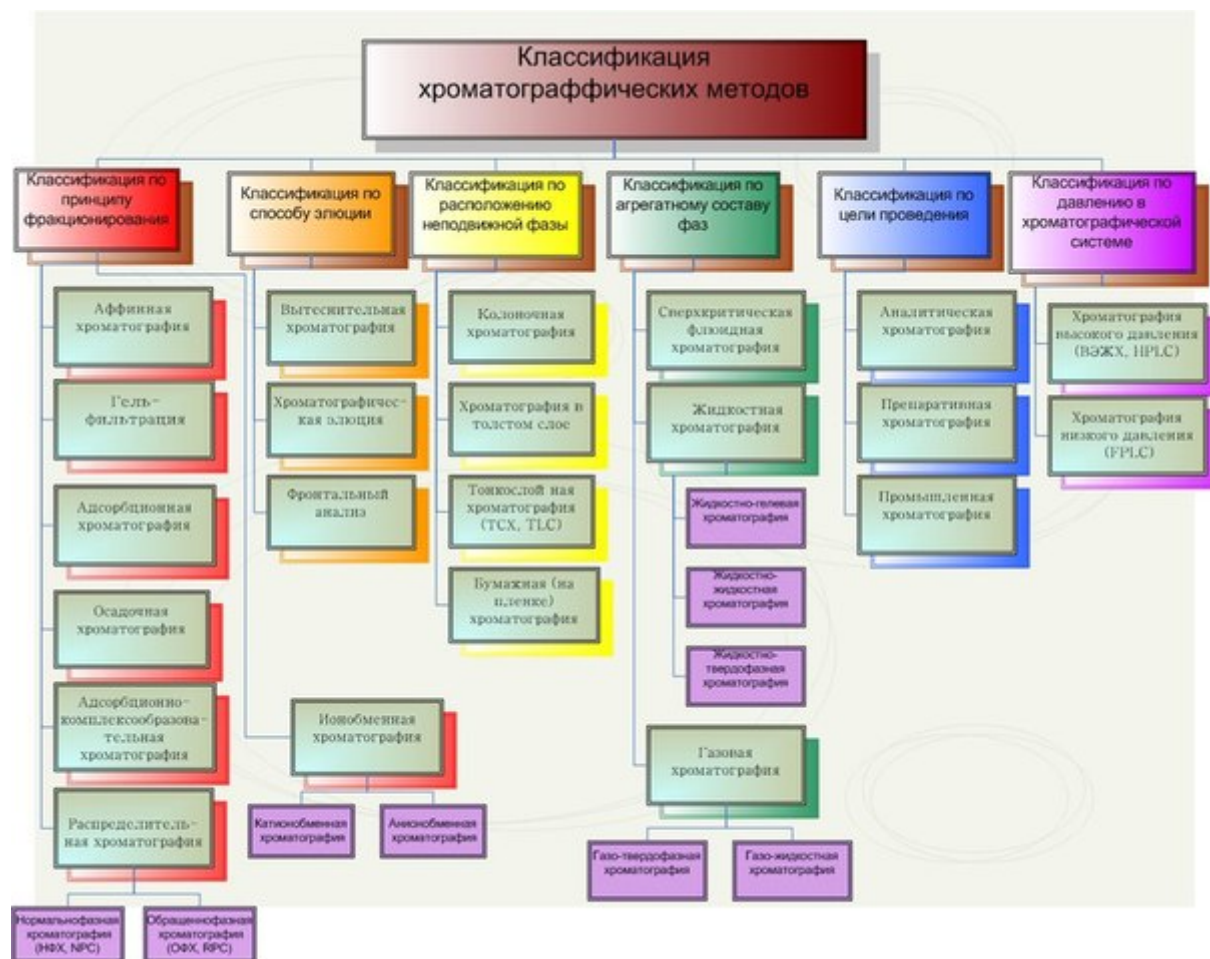 Классификация
хроматограффических методов
Классификация по
принципу
фракционирования
Классификация по
способу элюции
Классификация по
расположению
неподвижной фазы
Классификация по
агрегатному составу
фаз
Классификация по
цели проведения
Классификация по
давлению в
хроматографической
системе
Аффинная
хроматография
Гель-
фильтрация
Адсорбционная
хроматография
Осадочная
хроматография
Адсорбционно-
комплексообразова-
тельная
хроматография
Распределитель-
ная хроматография
Нормальнофазная
хроматография
(НФХ, NPC)
Обращеннофазная
хроматография
(ОФХ, RPC)
Ионобменная
хроматография
Катионобменная
хроматография
Анионобменная
хроматография
Вытеснительная
хроматография
Хроматографичес-
кая элюция
Фронтальный
анализ
Колоночная
хроматография
Хроматография в
толстом слое
Тонкослой ная
хроматография
(ТСХ, TLC)
Бумажная (на
пленке)
хроматография
Сверхкритическая
флюидная
хроматография
Жидкостная
хроматография
Жидкостно-гелевая
хроматография
Жидкостно-
жидкостная
хроматография
Жидкостно-
твердофазная
хроматография
Газовая
хроматография
Газо-твердофазная
хроматография
Газо-жидкостная
хроматография
Аналитическая
хроматография
Препаративная
хроматография
Промышленная
хроматография
Хроматография
высокого давления
(ВЭЖХ, HPLC)
Хроматография
низкого давления
(FPLC)